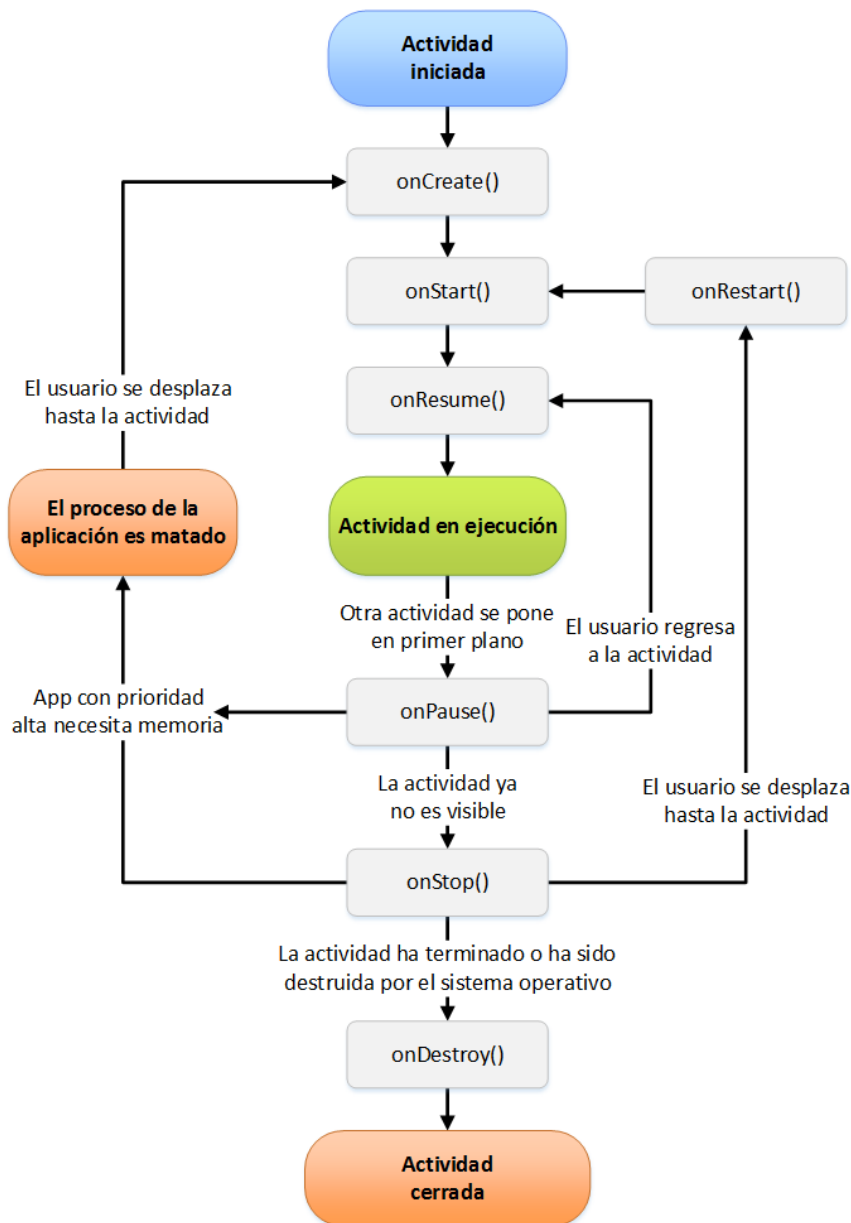 Actividad
iniciada
onCreate()
onStart()
onRestart()
onResume()
El usuario se desplaza
hasta la actividad
El proceso de la
aplicación es matado
Actividad en ejecución
Otra actividad se pone
en primer plano
El usuario regresa
a la actividad
App con prioridad
alta necesita memoria
onPause()
La actividad ya
no es visible
El usuario se desplaza
hasta la actividad
onStop()
La actividad ha terminado o ha sido
destruida por el sistema operativo
onDestroy()
Actividad
cerrada